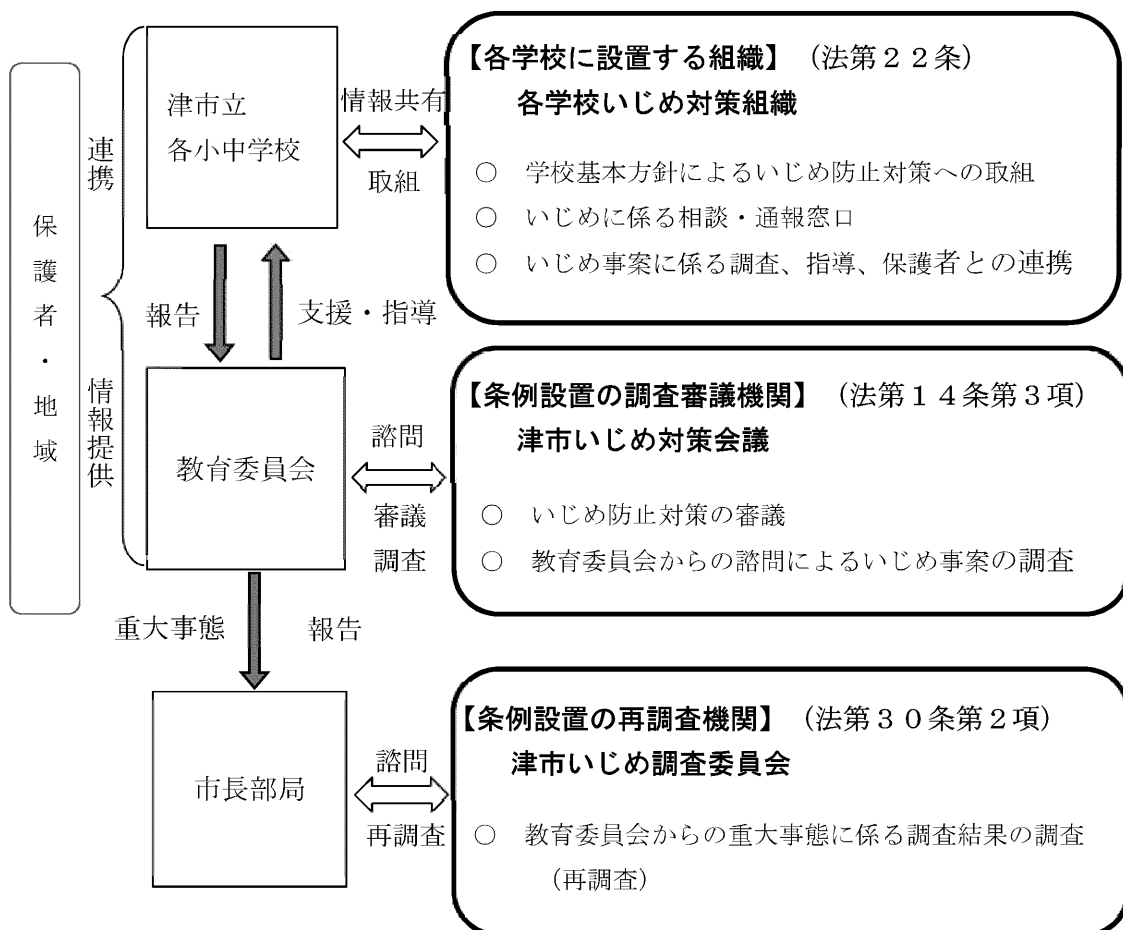 保護者・地域
連携
情報提供
津市立
各小中学校
情報共有
取組
【各学校に設置する組織】（法第２２条）
各学校いじめ対策組織
○　学校基本方針によるいじめ防止対策への取組
○　いじめに係る相談・通報窓口
○　いじめ事案に係る調査、指導、保護者との連携
報告
支援・指導
教育委員会
諮問
審議
調査
【条例設置の調査審議機関】（法第１４条第３項）
津市いじめ対策会議
○　いじめ防止対策の審議
○　教育委員会からの諮問によるいじめ事案の調査
重大事態　報告
市長部局
諮問
再調査
【条例設置の再調査機関】（法第３０条第２項）
津市いじめ調査委員会
○　教育委員会からの重大事態に係る調査結果の調査
（再調査）